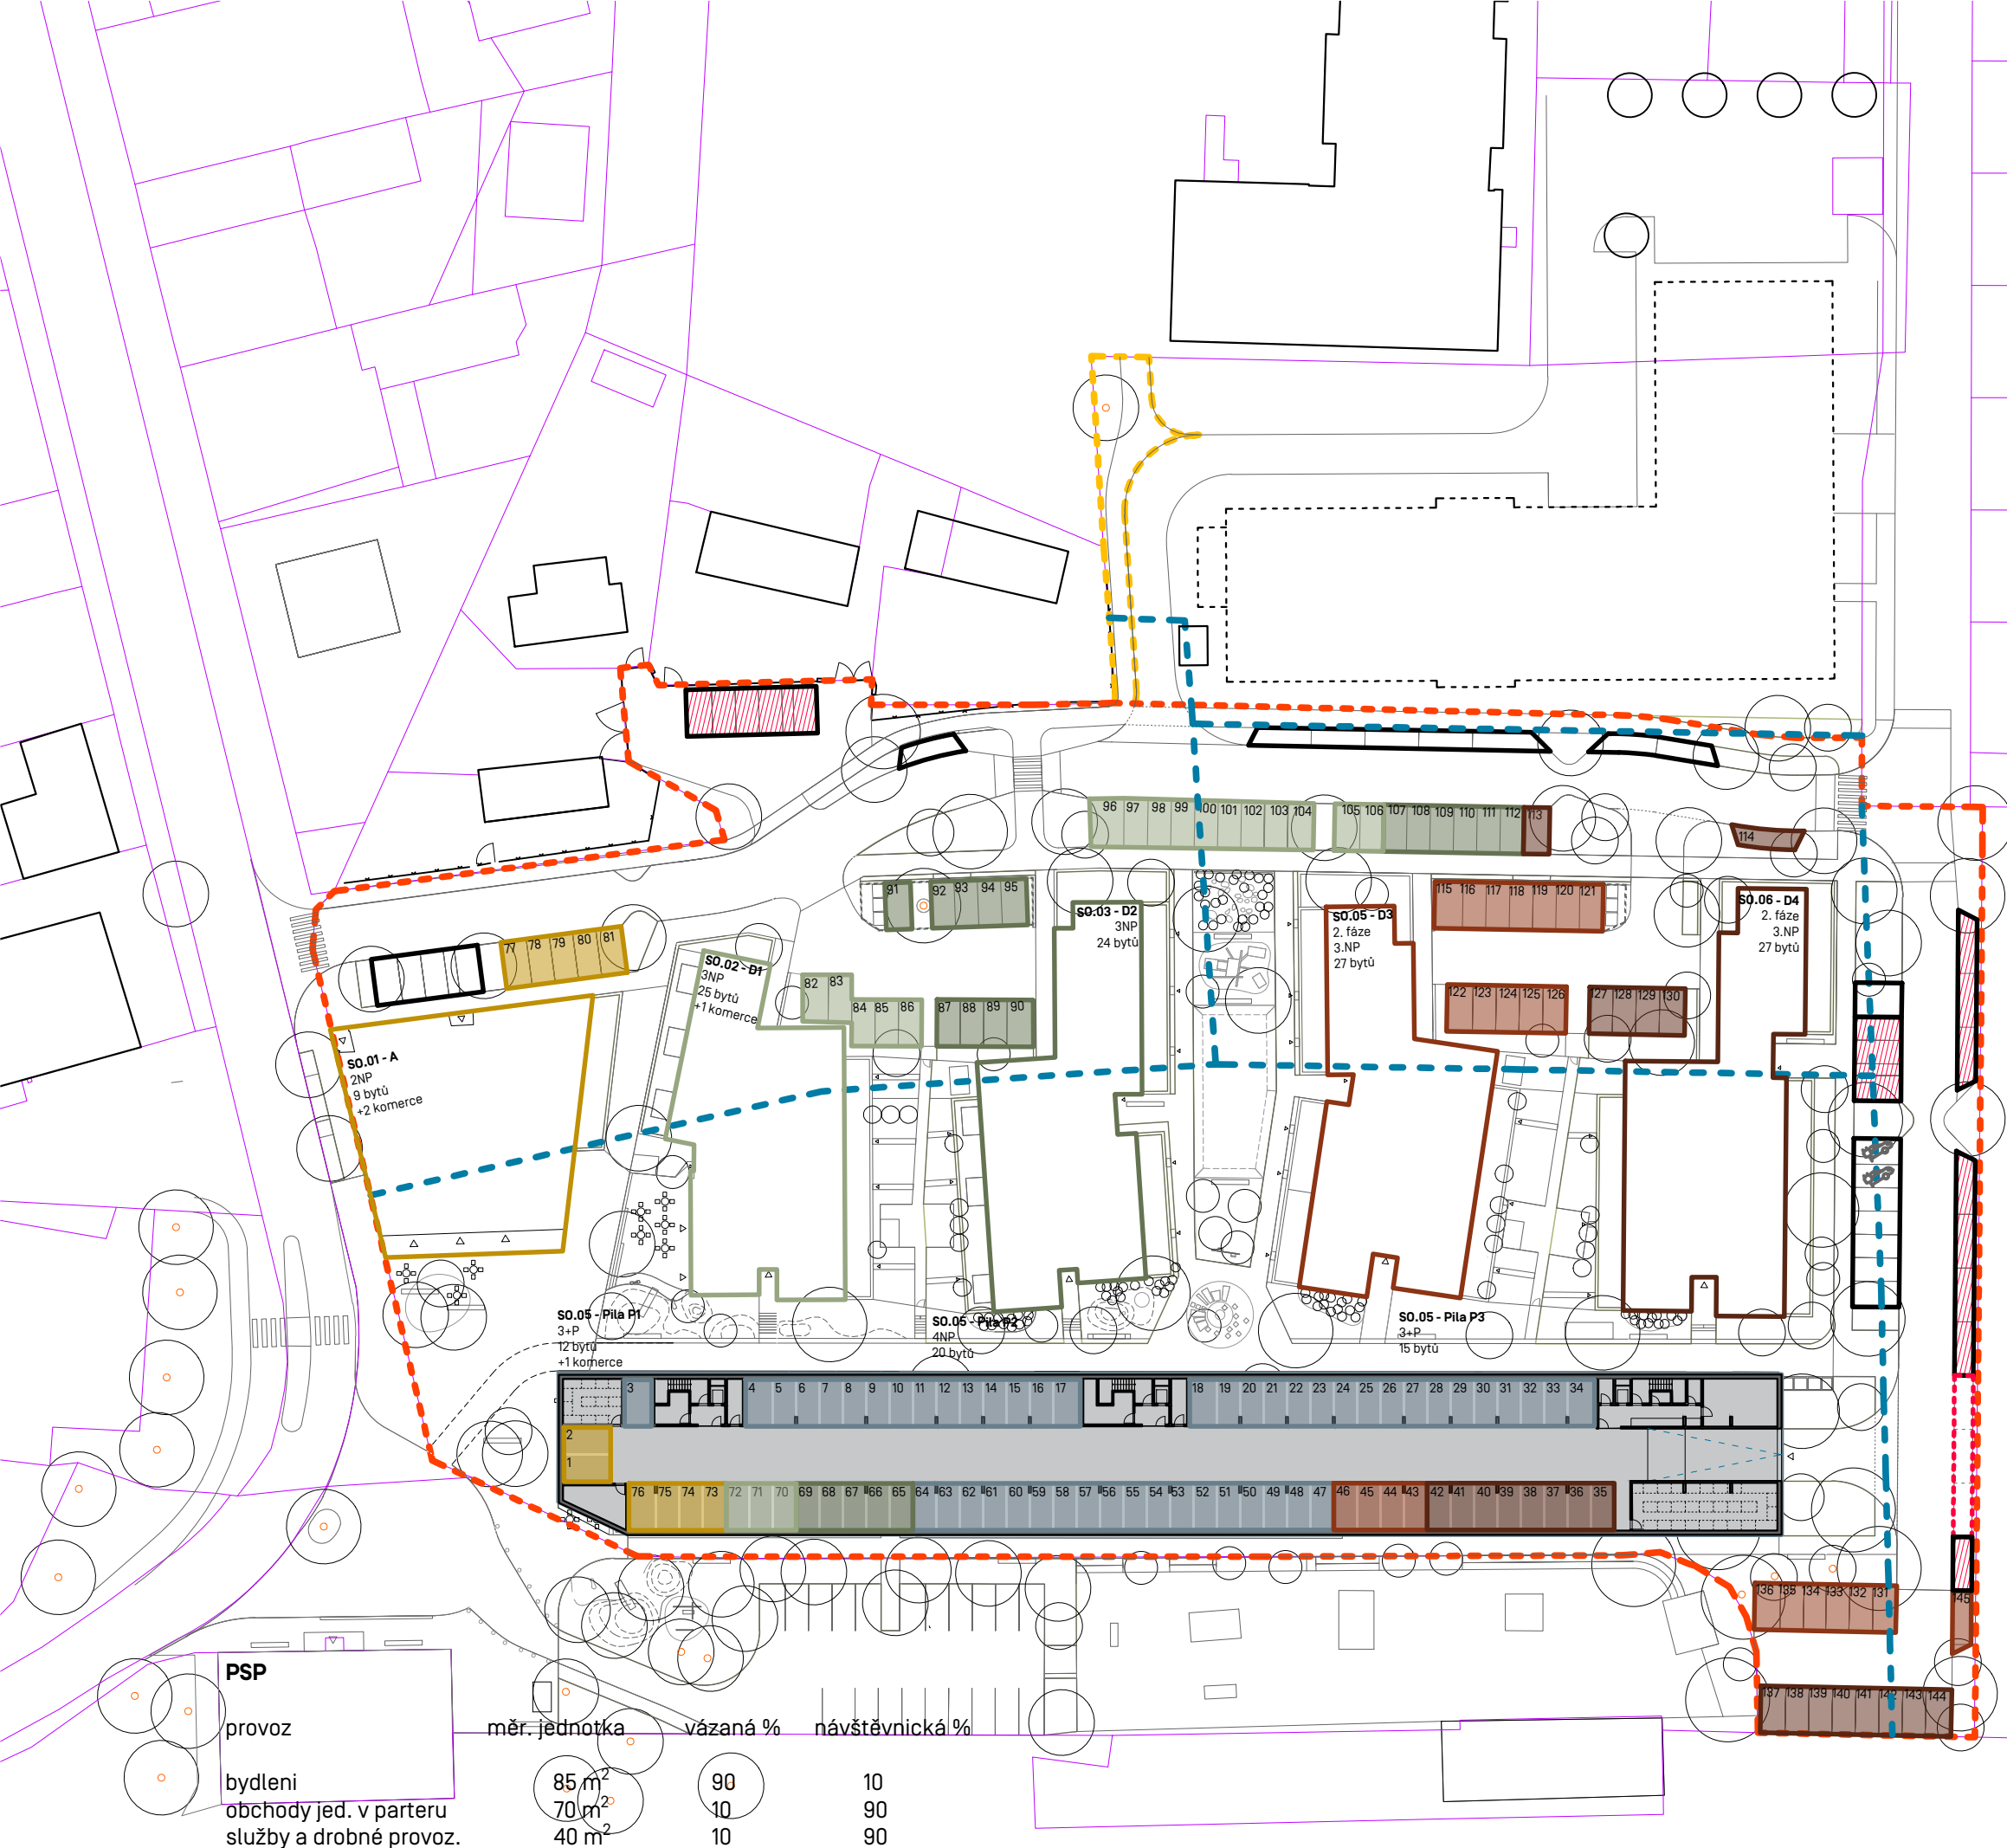 96 97 98 99 100 101 102 103 104
105 106 107 108 109 110 111 112 113
114
91
92 93 94 95
115 116 117 118 119 120 121
77 78 79 80 81
SO.02 - D1
3NP
25 bytů
+1 komerce
SO.03 - D2
3NP
24 bytů
SO.05 - D3
2. fáze
3.NP
27 bytů
SO.06 - D4
2. fáze
3.NP
27 bytů
82 83
84 85 86
87 88 89 90
122 123 124 125 126
127 128 129 130
SO.01 - A
2NP
9 bytů
+2 komerce
SO.05 - Pila P1
3+P
12 bytů
+1 komerce
SO.05 - Pila P2
4NP
20 bytů
SO.05 - Pila P3
3+P
15 bytů
3 4 5 6 7 8 9 10 11 12 13 14 15 16 17
18 19 20 21 22 23 24 25 26 27 28 29 30 31 32 33 34
2
1
76 75 74 73 72 71 70 69 68 67 66 65 64 63 62 61 60 59 58 57 56 55 54 53 52 51 50 49 48 47 46 45 44 43 42 41 40 39 38 37 36 35
136 135 134 133 132 131
145
137 138 139 140 141 142 143 144
PSP
provoz měr. jednotka vázaná % návštěvnická %
bydleni 85 m² 90 10
obchody jed. v parteru 70 m² 10 90
služby a drobné provoz. 40 m² 10 90